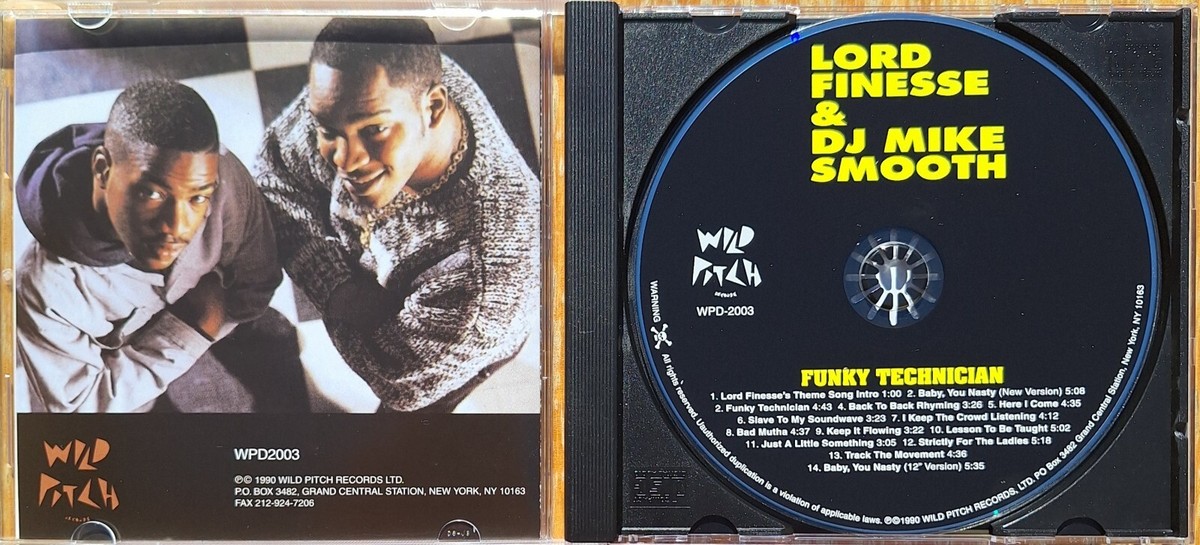 WILD
PITCH
RECORDS
WPD2003
℗© 1990 WILD PITCH RECORDS LTD.
P.O. BOX 3482, GRAND CENTRAL STATION, NEW YORK, NY 10163
FAX 212-924-7206
LORD
FINESSE
&
DJ MIKE
SMOOTH
WILD
PITCH
RECORDS
WPD-2003
FUNKY TECHNICIAN
1. Lord Finesse's Theme Song Intro 1:00 2. Baby, You Nasty (New Version) 5:08
2. Funky Technician 4:43 4. Back To Back Rhyming 3:26 5. Here I Come 4:35
6. Slave To My Soundwave 3:23 7. I Keep The Crowd Listening 4:12
8. Bad Mutha 4:37 9. Keep It Flowing 3:22 10. Lesson To Be Taught 5:02
11. Just A Little Something 3:05 12. Strictly For The Ladies 5:18
13. Track The Movement 4:36
14. Baby, You Nasty (12" Version) 5:35
WARNING All rights reserved. Unauthorized duplication is a violation of applicable laws. ℗©1990 WILD PITCH RECORDS, LTD. PO Box 3482 Grand Central Station, New York, NY 10163